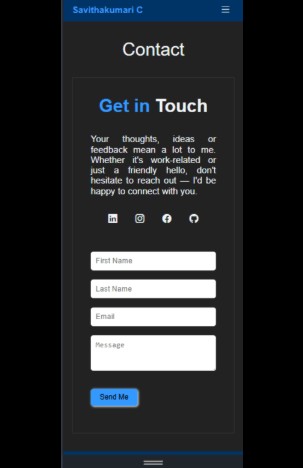 Savithakumari C
Contact
Get in Touch
Your thoughts, ideas or
feedback mean a lot to me.
Whether it's work-related or
just a friendly hello, don't
hesitate to reach out — I'd be
happy to connect with you.
First Name
Last Name
Email
Message
Send Me